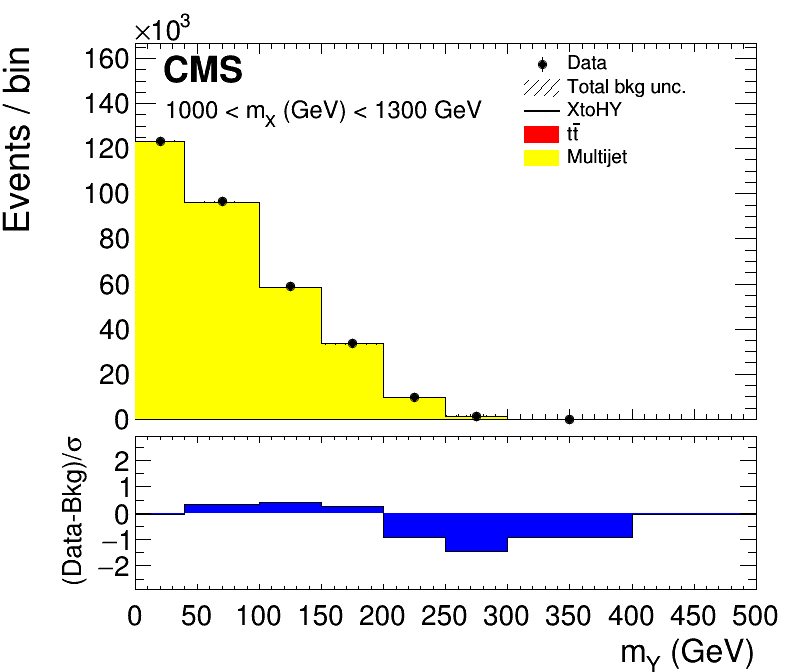 ×10³
Events / bin
160
140
120
100
80
60
40
20
0
CMS
1000 < m_X (GeV) < 1300 GeV
Data
Total bkg unc.
XtoHY
tt̄
Multijet
(Data-Bkg)/σ
2
1
0
−1
−2
0 50 100 150 200 250 300 350 400 450 500
m_Y (GeV)